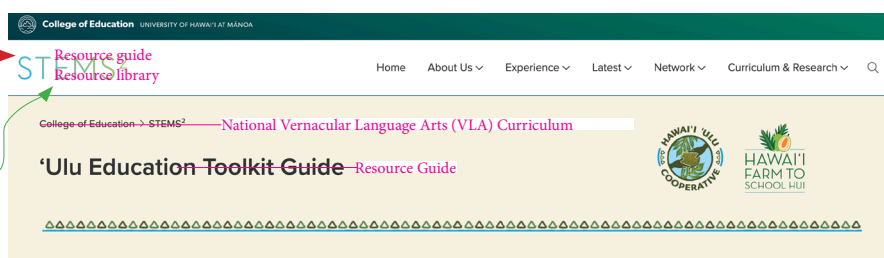 College of Education UNIVERSITY OF HAWAIʻI AT MĀNOA
STEMS²
Resource guide
Resource library
Home About Us Experience Latest Network Curriculum & Research
College of Education > STEMS²
National Vernacular Language Arts (VLA) Curriculum
ʻUlu Education Toolkit Guide
Resource Guide
HAWAIʻI ʻULU
COOPERATIVE
HAWAIʻI
FARM TO
SCHOOL HUI